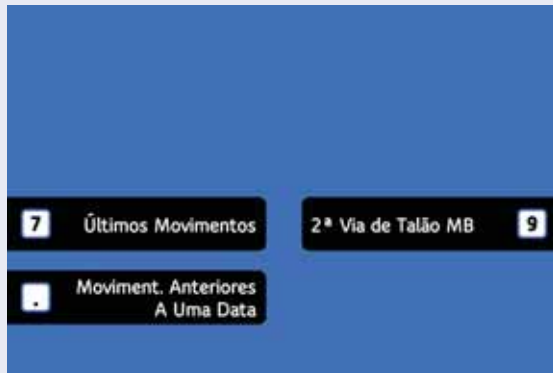 7 Últimos Movimentos
2ª Via de Talão MB 9
. Moviment. Anteriores
A Uma Data